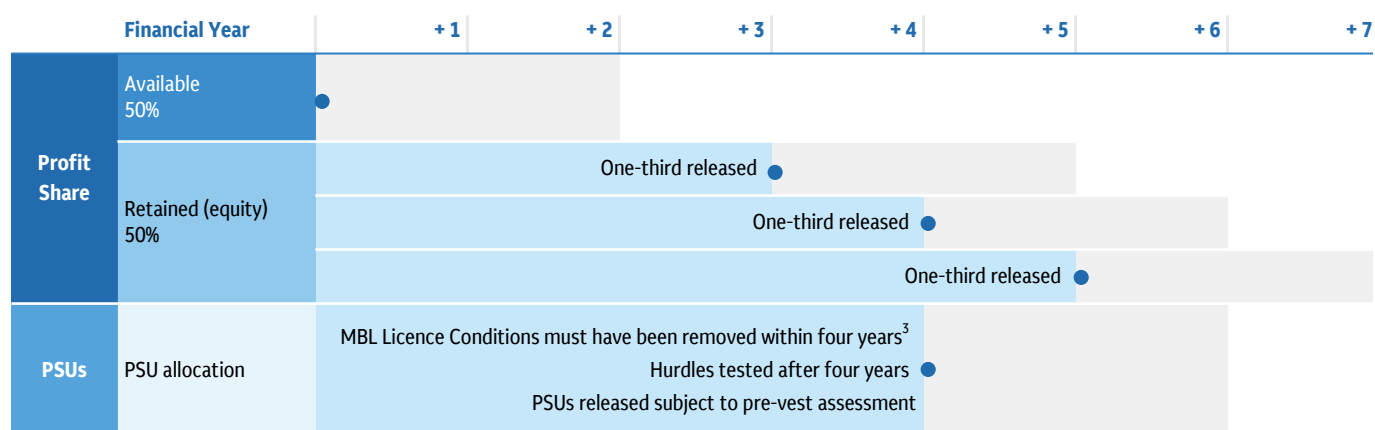 Financial Year + 1 + 2 + 3 + 4 + 5 + 6 + 7
Profit
Share
Available
50%
Retained (equity)
50%
One-third released
One-third released
One-third released
PSUs
PSU allocation
MBL Licence Conditions must have been removed within four years³
Hurdles tested after four years
PSUs released subject to pre-vest assessment